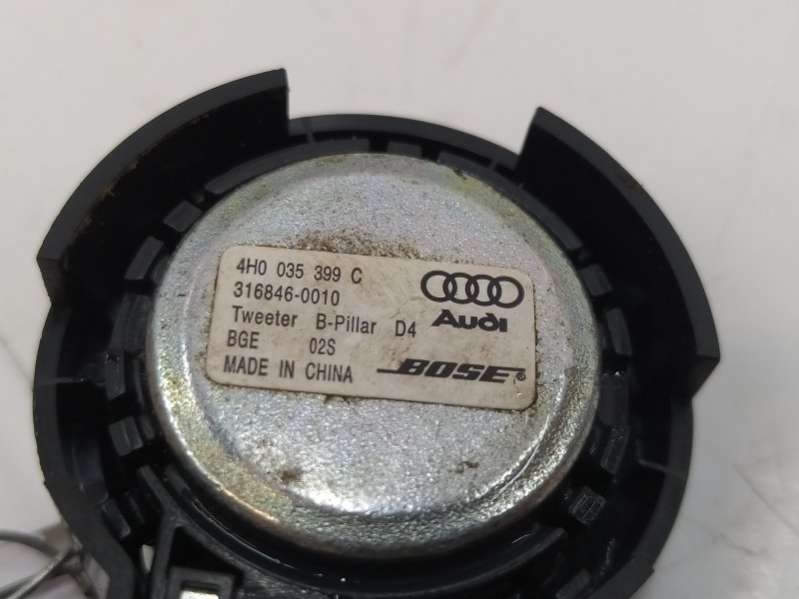 4H0 035 399 C
316846-0010
Tweeter B-Pillar D4
BGE 02S
MADE IN CHINA
Audi
BOSE®